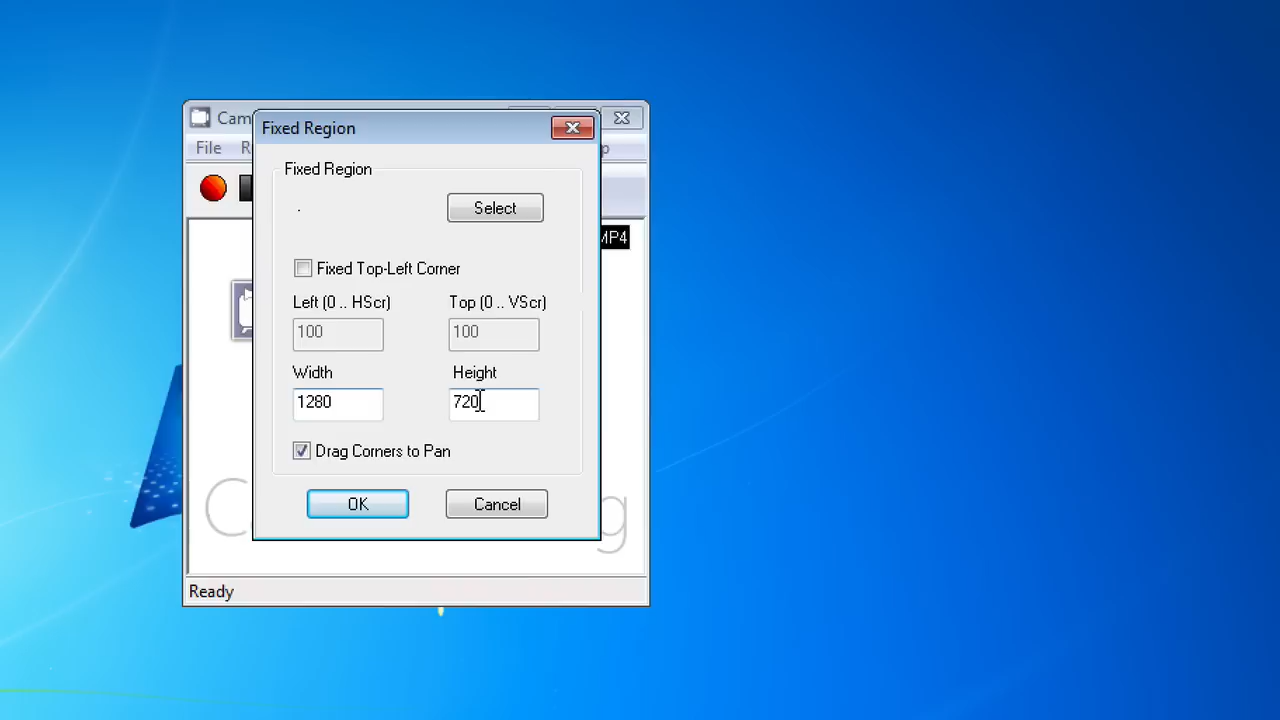 Cam
File
Fixed Region
Fixed Region
.
Select
MP4
Fixed Top-Left Corner
Left (0 .. HScr) Top (0 .. VScr)
100 100
Width Height
1280 720
Drag Corners to Pan
OK Cancel
Ready